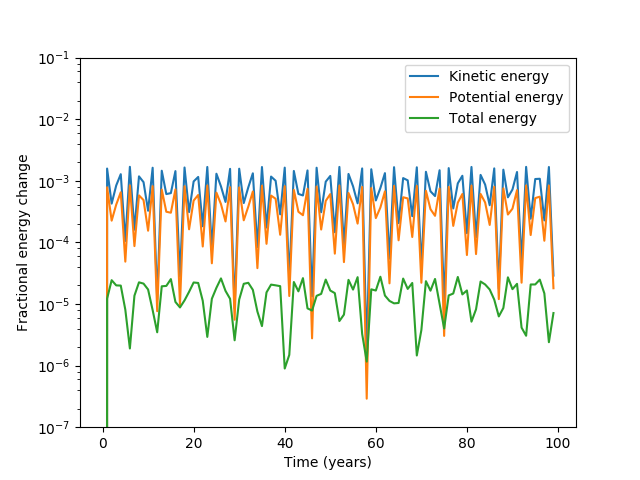 10⁻¹
10⁻²
10⁻³
10⁻⁴
10⁻⁵
10⁻⁶
10⁻⁷
Fractional energy change
Kinetic energy
Potential energy
Total energy
0 20 40 60 80 100
Time (years)